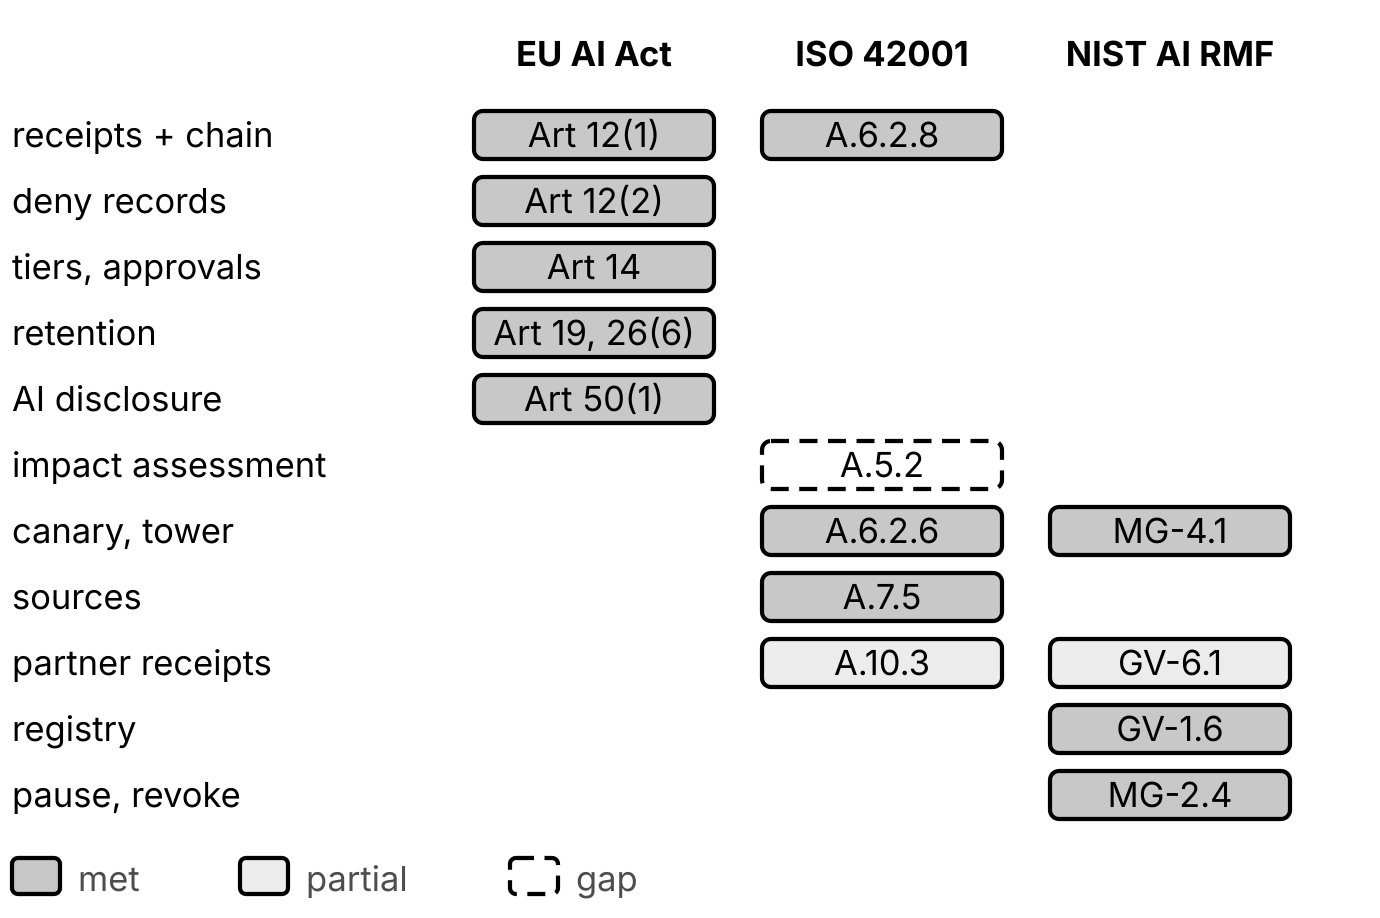 EU AI Act ISO 42001 NIST AI RMF
receipts + chain Art 12(1) A.6.2.8
deny records Art 12(2)
tiers, approvals Art 14
retention Art 19, 26(6)
AI disclosure Art 50(1)
impact assessment A.5.2
canary, tower A.6.2.6 MG-4.1
sources A.7.5
partner receipts A.10.3 GV-6.1
registry GV-1.6
pause, revoke MG-2.4
met partial gap